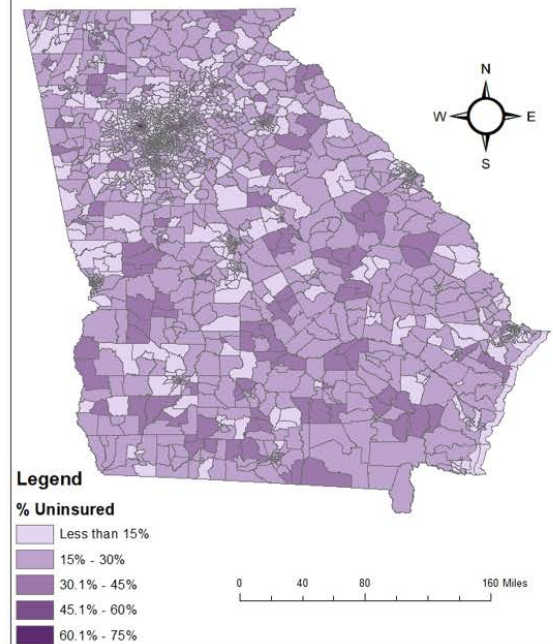 N
W E
S
Legend
% Uninsured
Less than 15%
15% - 30%
30.1% - 45%
45.1% - 60%
60.1% - 75%
0 40 80 160 Miles